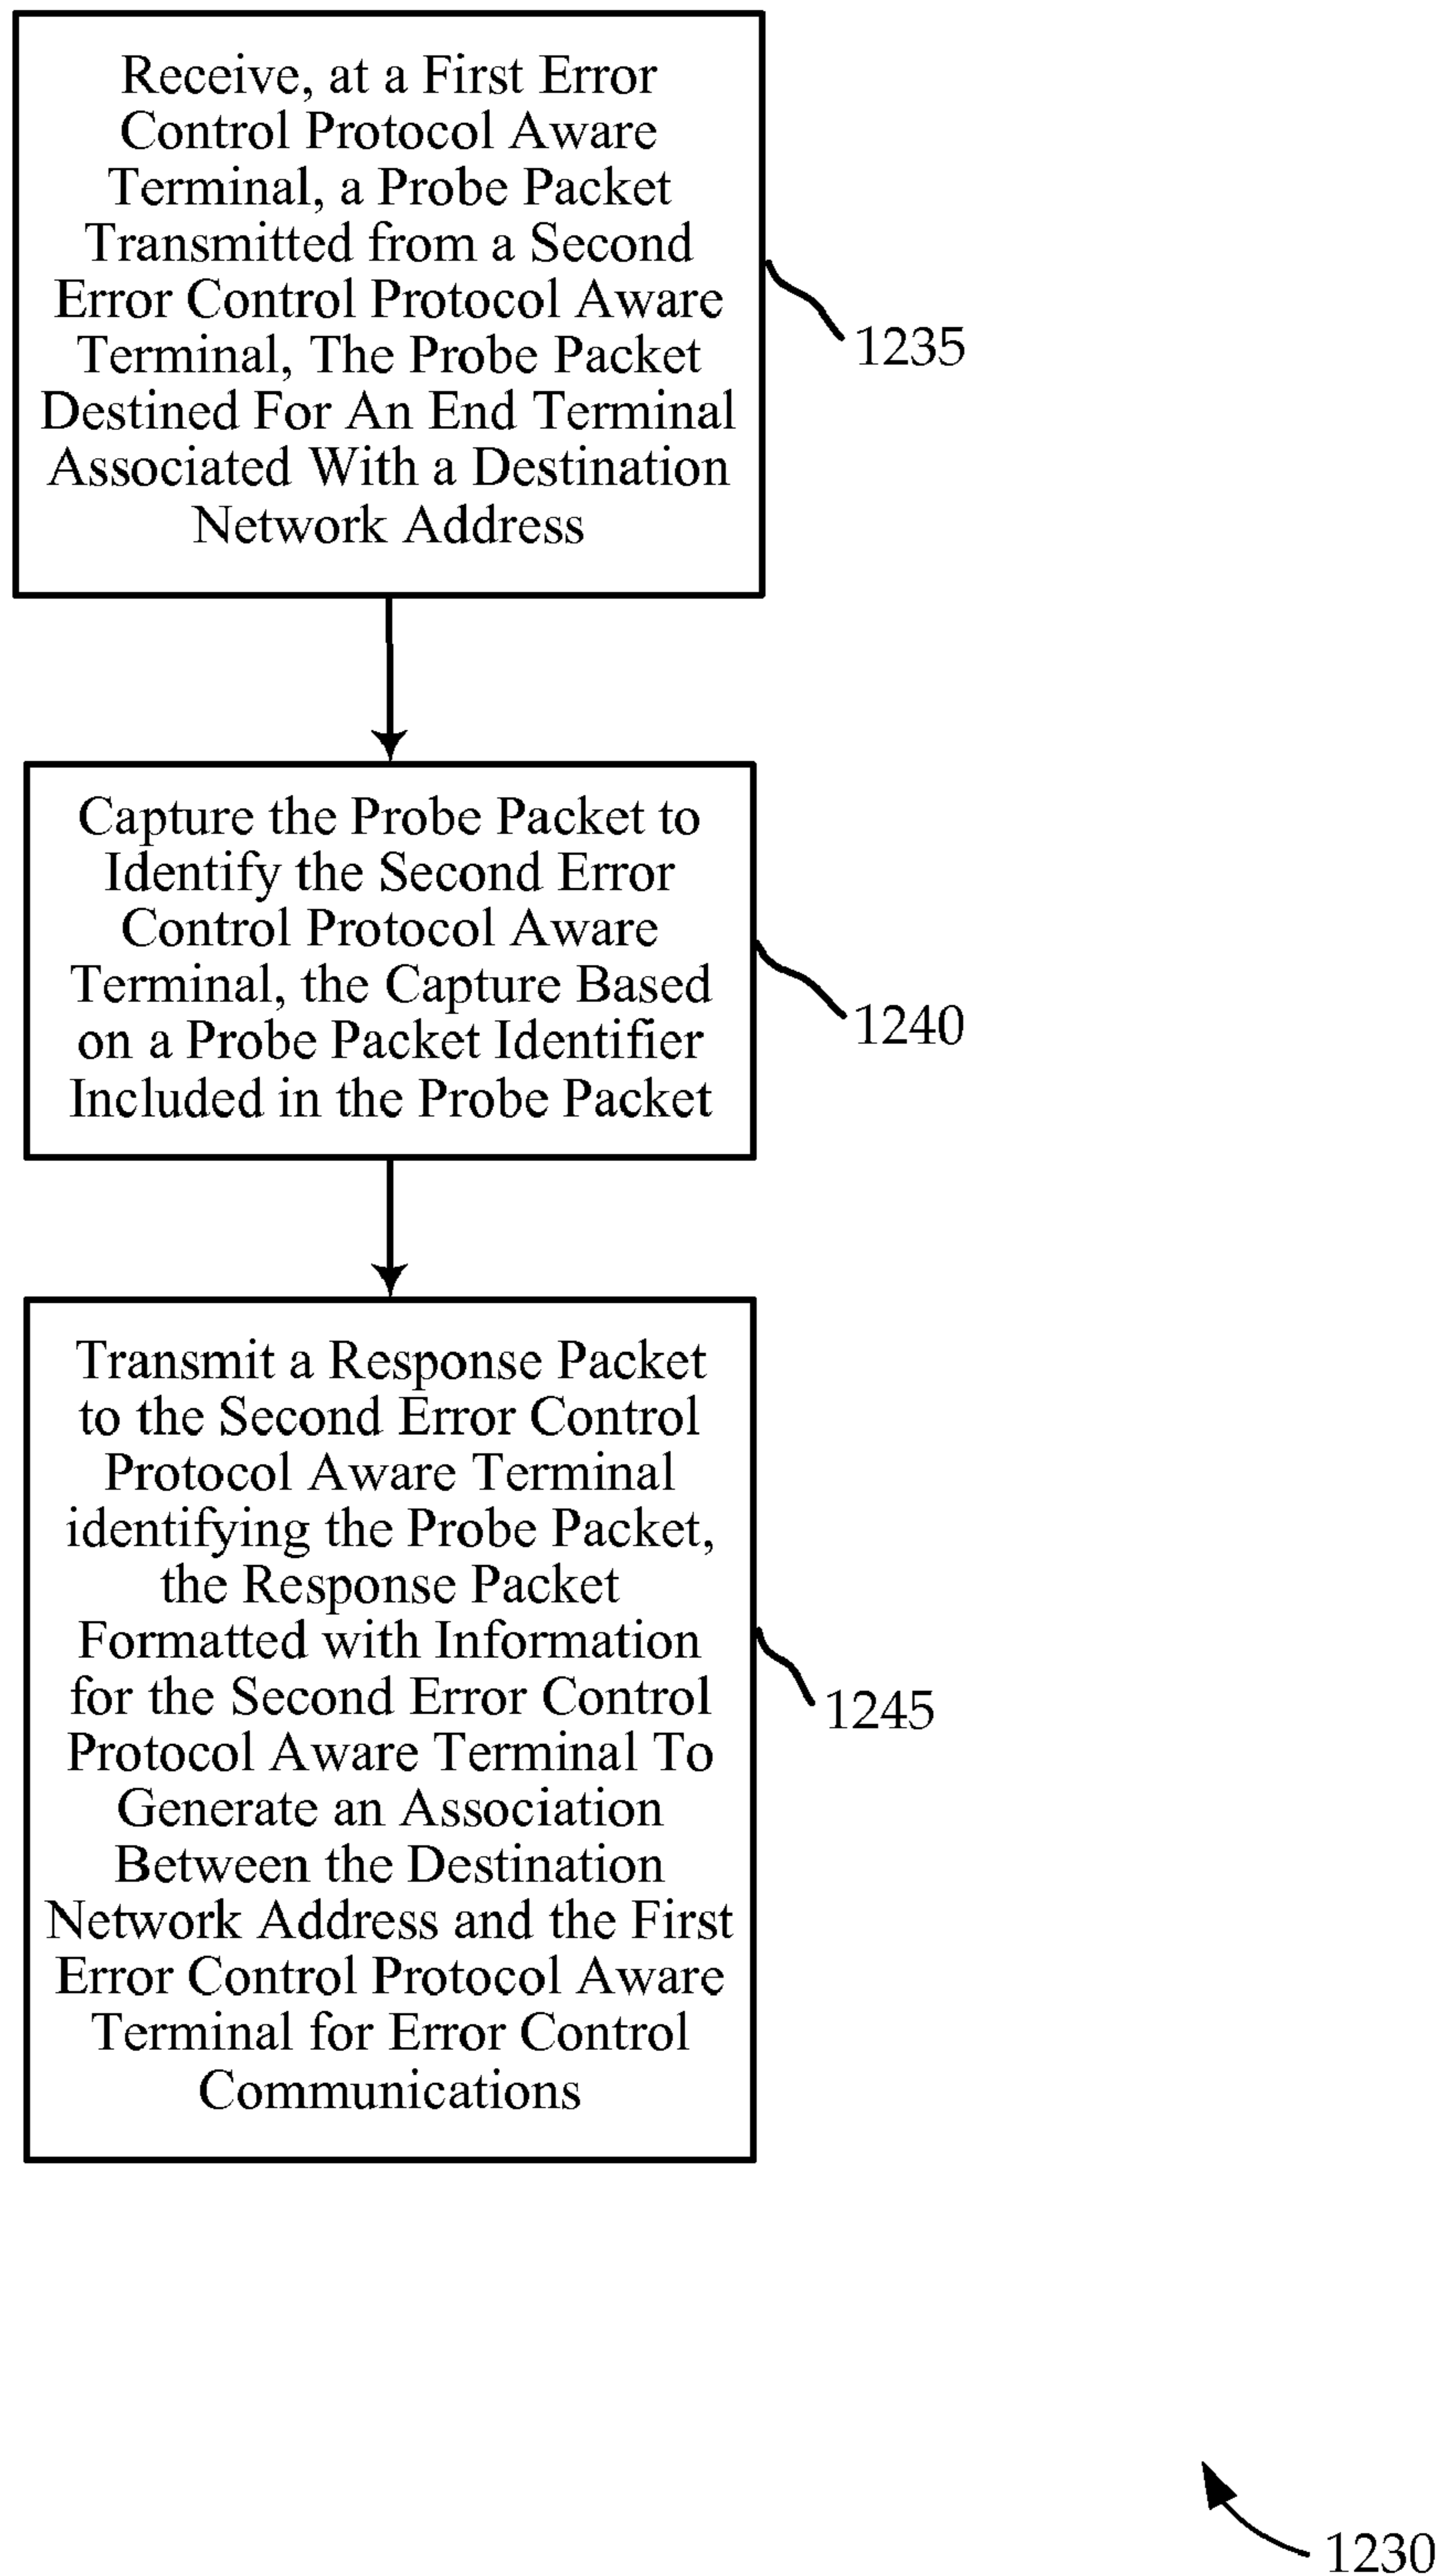 Receive, at a First Error
Control Protocol Aware
Terminal, a Probe Packet
Transmitted from a Second
Error Control Protocol Aware
Terminal, The Probe Packet
Destined For An End Terminal
Associated With a Destination
Network Address
1235
Capture the Probe Packet to
Identify the Second Error
Control Protocol Aware
Terminal, the Capture Based
on a Probe Packet Identifier
Included in the Probe Packet
1240
Transmit a Response Packet
to the Second Error Control
Protocol Aware Terminal
identifying the Probe Packet,
the Response Packet
Formatted with Information
for the Second Error Control
Protocol Aware Terminal To
Generate an Association
Between the Destination
Network Address and the First
Error Control Protocol Aware
Terminal for Error Control
Communications
1245
1230